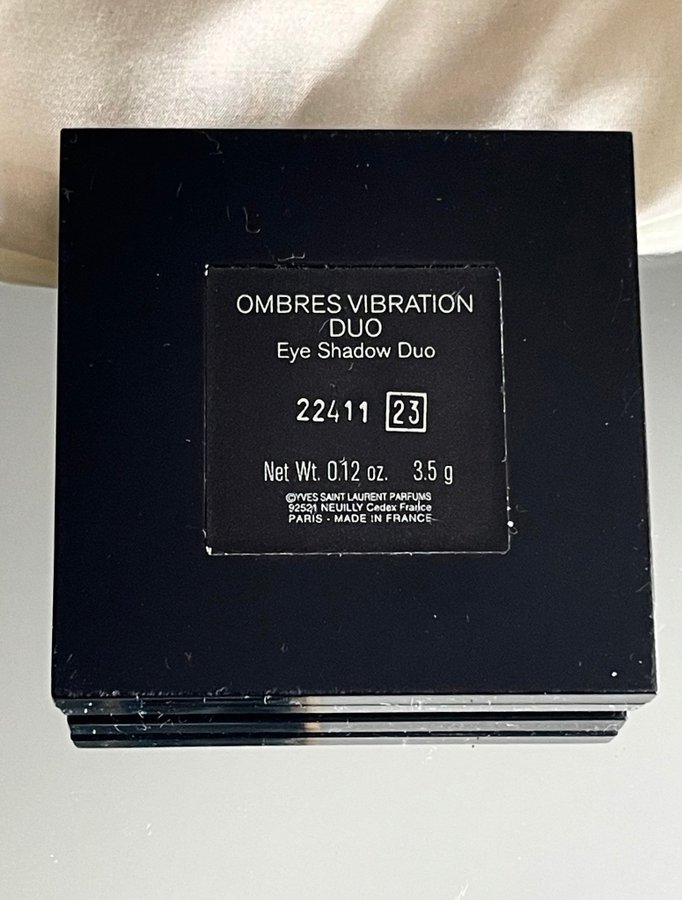 OMBRES VIBRATION
DUO
Eye Shadow Duo
22411 23
Net Wt. 0.12 oz. 3.5 g
©YVES SAINT LAURENT PARFUMS
92521 NEUILLY Cedex France
PARIS - MADE IN FRANCE